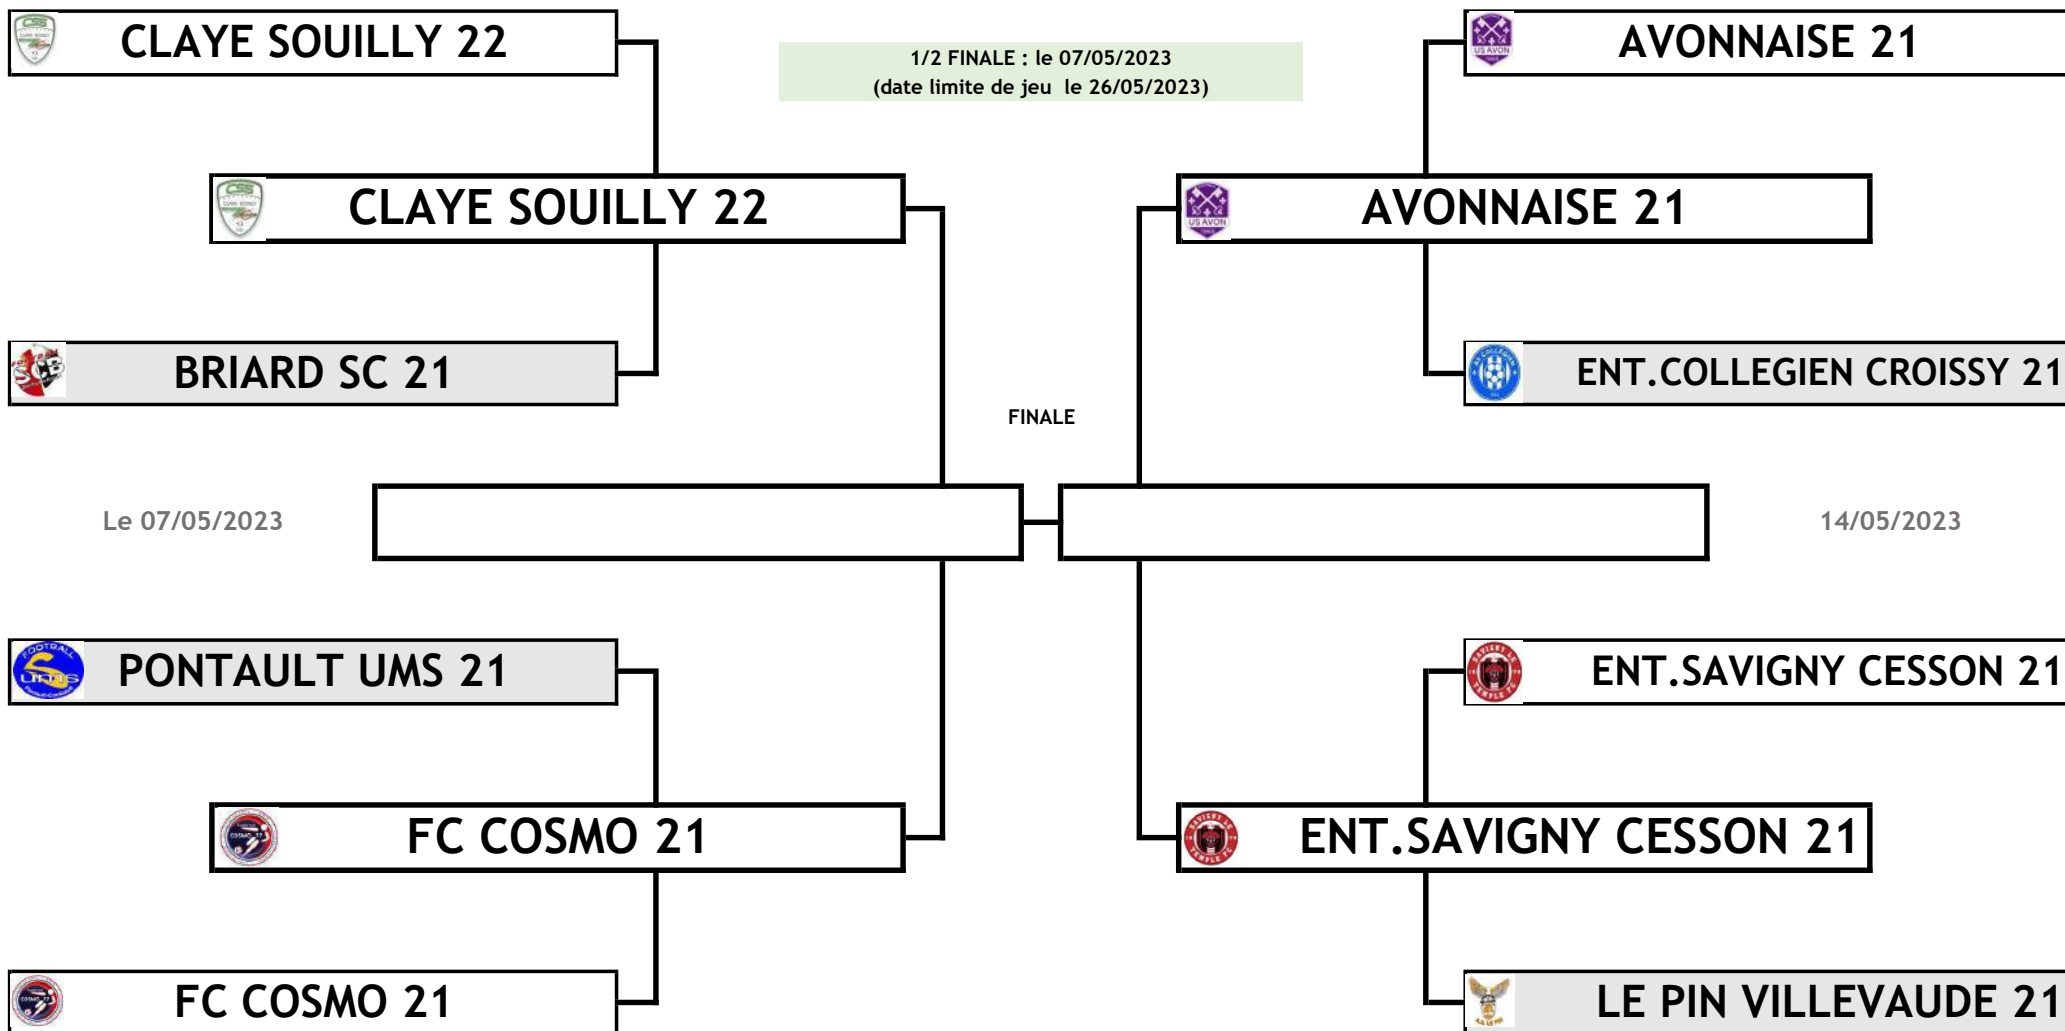 CLAYE SOUILLY 22
AVONNAISE 21
1/2 FINALE : le 07/05/2023
(date limite de jeu le 26/05/2023)
CLAYE SOUILLY 22
AVONNAISE 21
BRIARD SC 21
ENT.COLLEGIEN CROISSY 21
FINALE
Le 07/05/2023
14/05/2023
PONTAULT UMS 21
ENT.SAVIGNY CESSON 21
FC COSMO 21
ENT.SAVIGNY CESSON 21
FC COSMO 21
LE PIN VILLEVAUDE 21